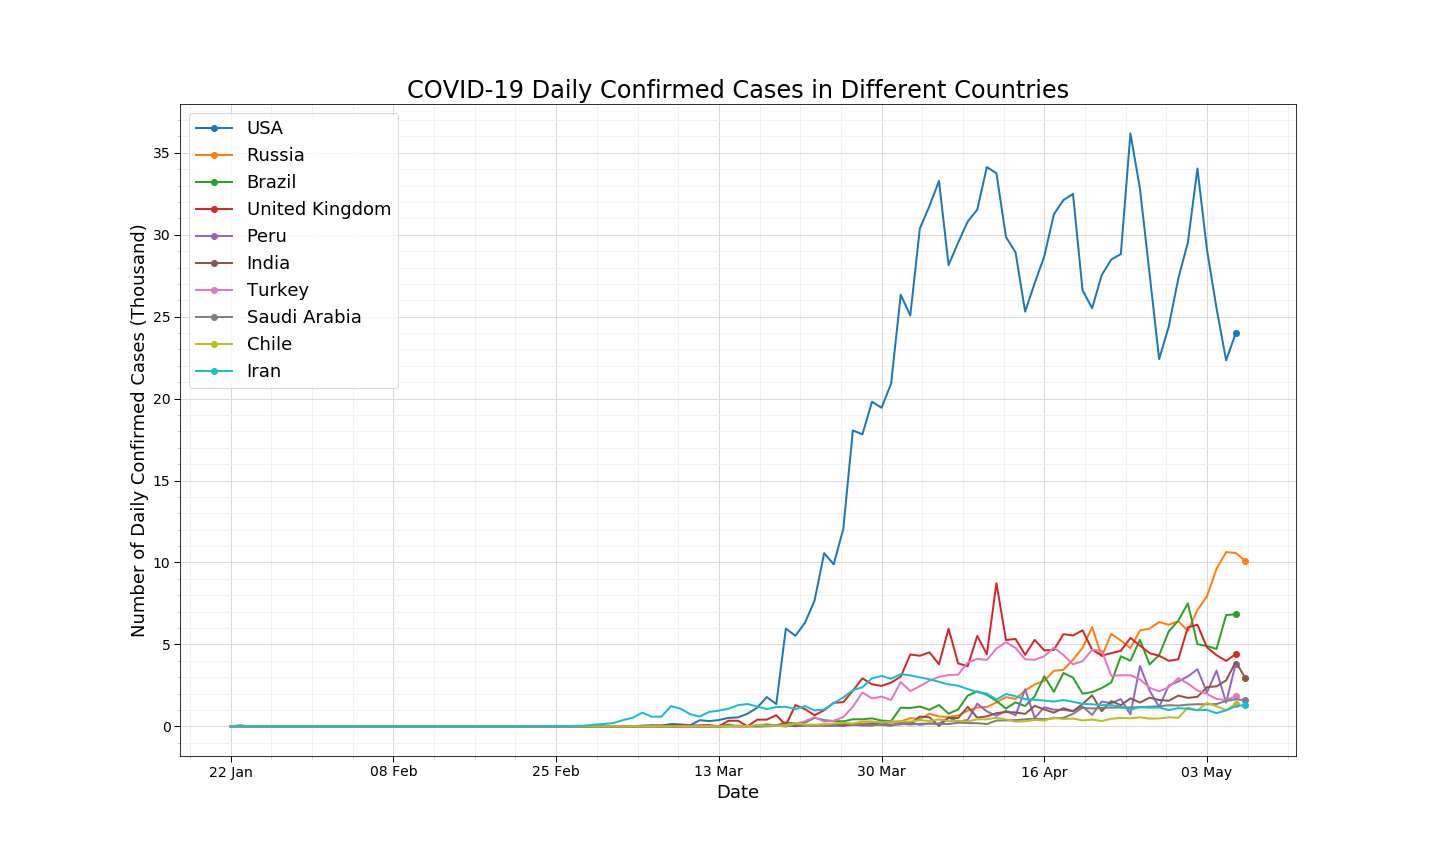 COVID-19 Daily Confirmed Cases in Different Countries
USA
Russia
Brazil
United Kingdom
Peru
India
Turkey
Saudi Arabia
Chile
Iran
Number of Daily Confirmed Cases (Thousand)
35
30
25
20
15
10
5
0
22 Jan
08 Feb
25 Feb
13 Mar
30 Mar
16 Apr
03 May
Date